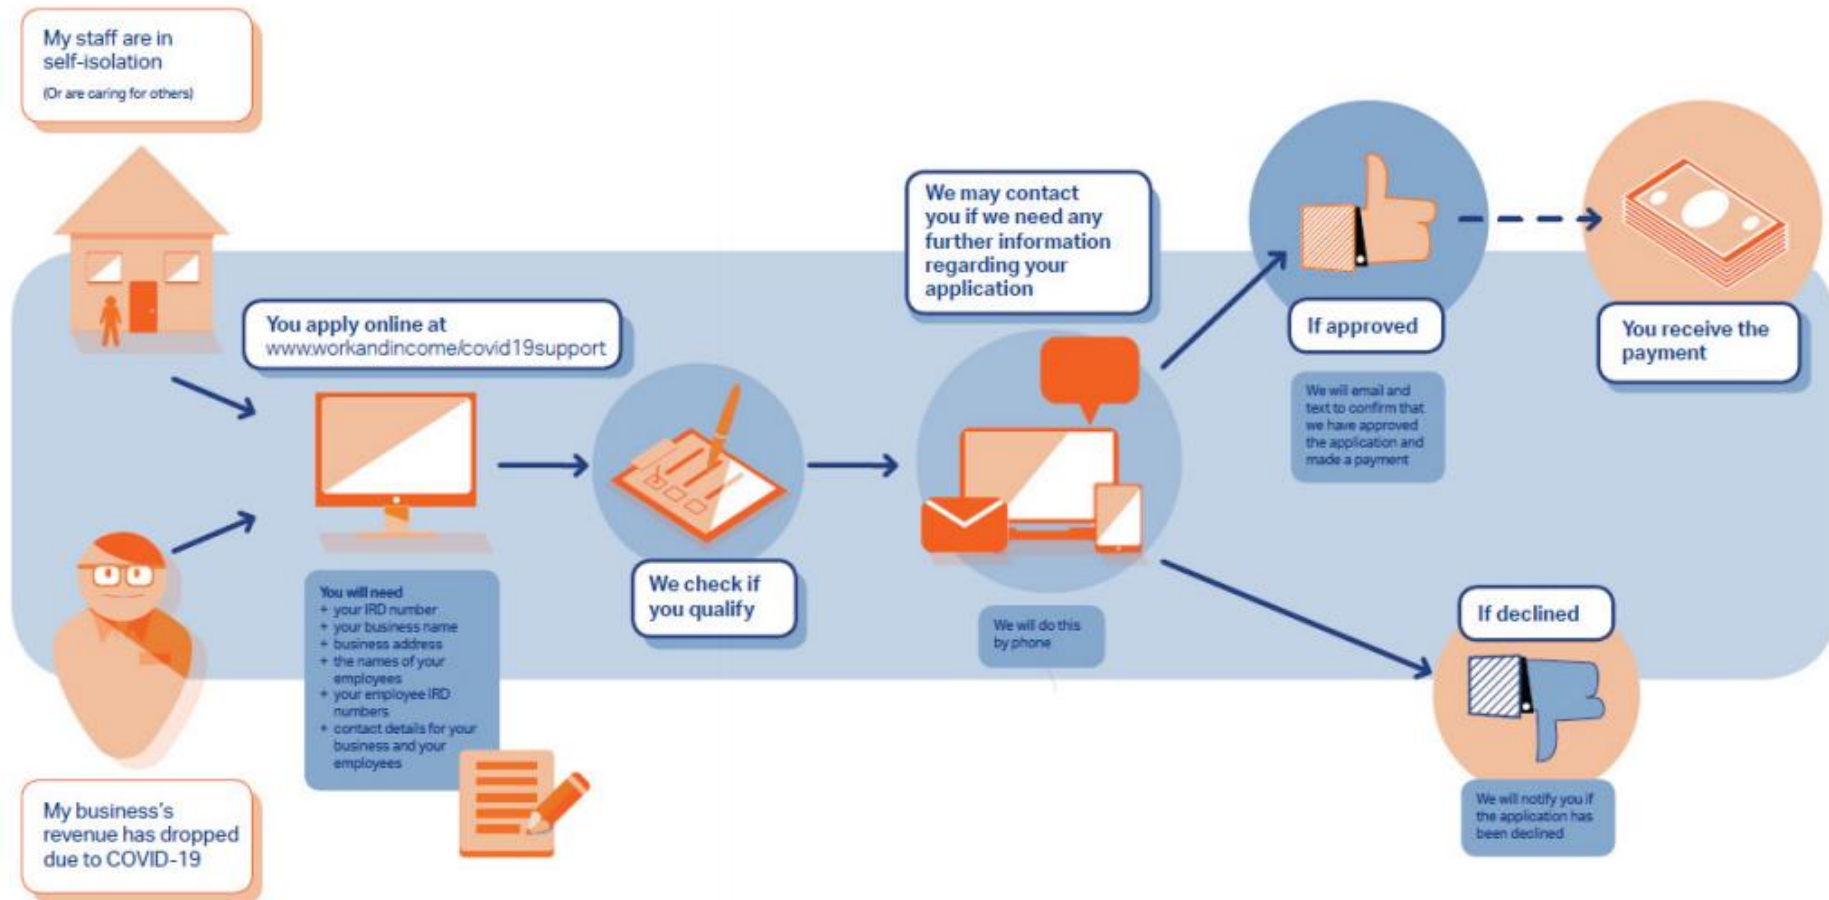 My staff are in
self-isolation
(Or are caring for others)
You apply online at
www.workandincome/covid19support
You will need
+ your IRD number
+ your business name
+ business address
+ the names of your
employees
+ your employee IRD
numbers
+ contact details for your
business and your
employees
My business's
revenue has dropped
due to COVID-19
We check if
you qualify
We may contact
you if we need any
further information
regarding your
application
We will do this
by phone
If approved
We will email and
text to confirm that
we have approved
the application and
made a payment
You receive the
payment
If declined
We will notify you if
the application has
been declined